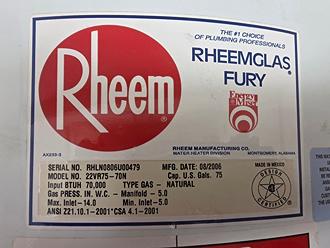 THE #1 CHOICE
OF PLUMBING PROFESSIONALS
Rheem®
RHEEMGLAS®
FURY
Energy
Miser
RHEEM MANUFACTURING CO.
WATER HEATER DIVISION MONTGOMERY, ALABAMA
SERIAL NO. RHLN0806U00479 MFG. DATE: 08/2006
MADE IN MEXICO
MODEL NO. 22VR75-70N Cap. U.S. Gals. 75
Input BTUH 70,000 TYPE GAS - NATURAL
Gas PRESS. IN. W.C. - Manifold - 5.0
Max. Inlet-14.0 Min. Inlet-5.0
ANSI Z21.10.1-2001*CSA 4.1-2001
DESIGN
CERTIFIED